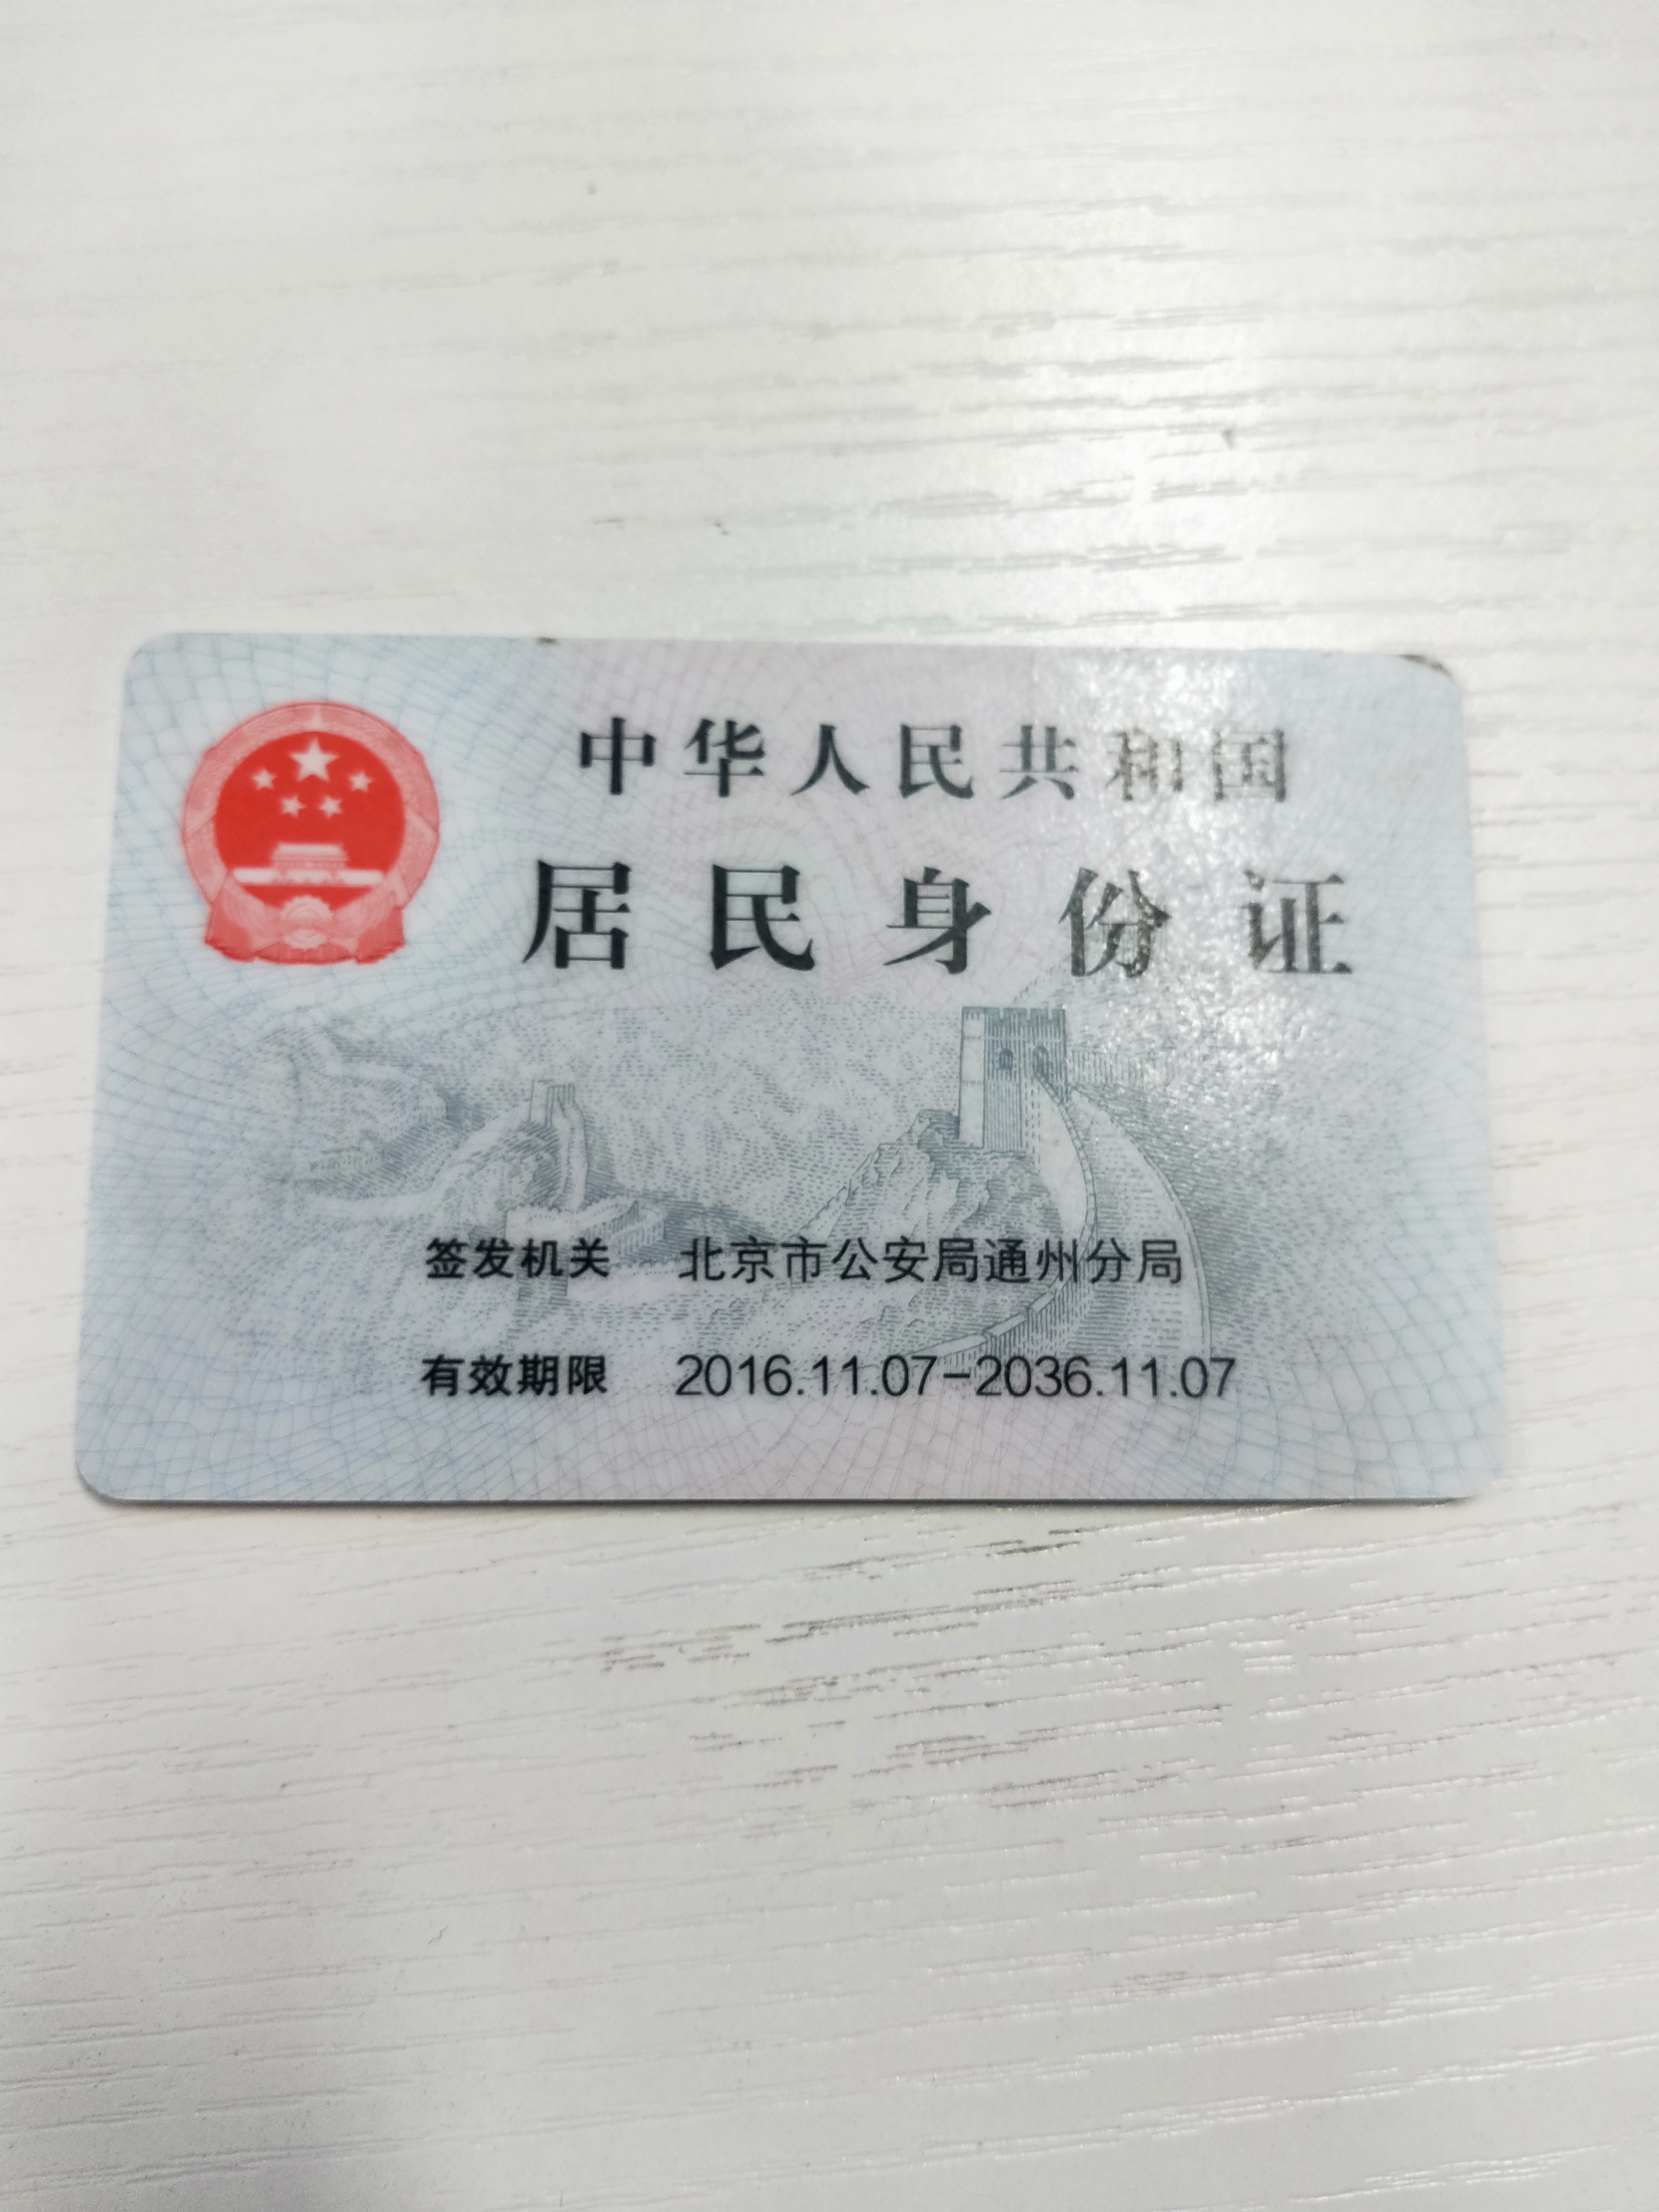 中华人民共和国
居民身份证
签发机关 北京市公安局通州分局
有效期限 2016.11.07-2036.11.07